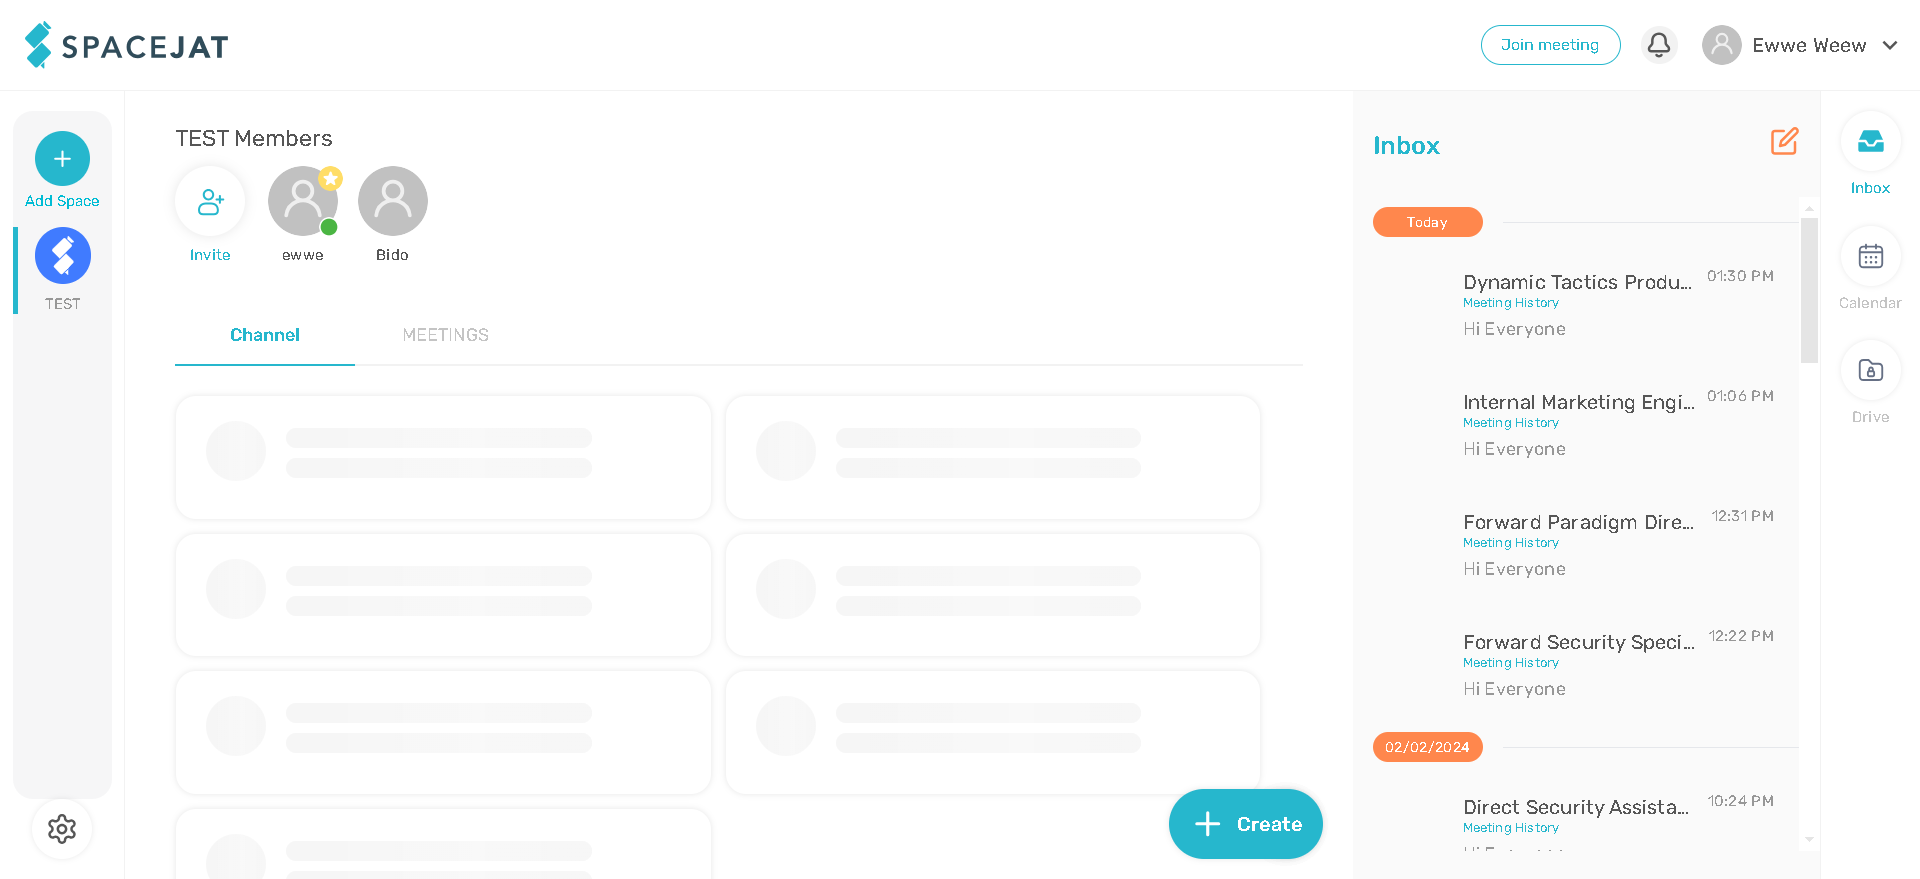 SPACEJAT
Join meeting
Ewwe Weew
Add Space
TEST
TEST Members
Invite
ewwe
Bido
Channel
MEETINGS
Create
Inbox
Today
Dynamic Tactics Produ...
01:30 PM
Meeting History
Hi Everyone
Internal Marketing Engi...
01:06 PM
Meeting History
Hi Everyone
Forward Paradigm Dire...
12:31 PM
Meeting History
Hi Everyone
Forward Security Speci...
12:22 PM
Meeting History
Hi Everyone
02/02/2024
Direct Security Assista...
10:24 PM
Meeting History
Hi Everyone
Inbox
Calendar
Drive